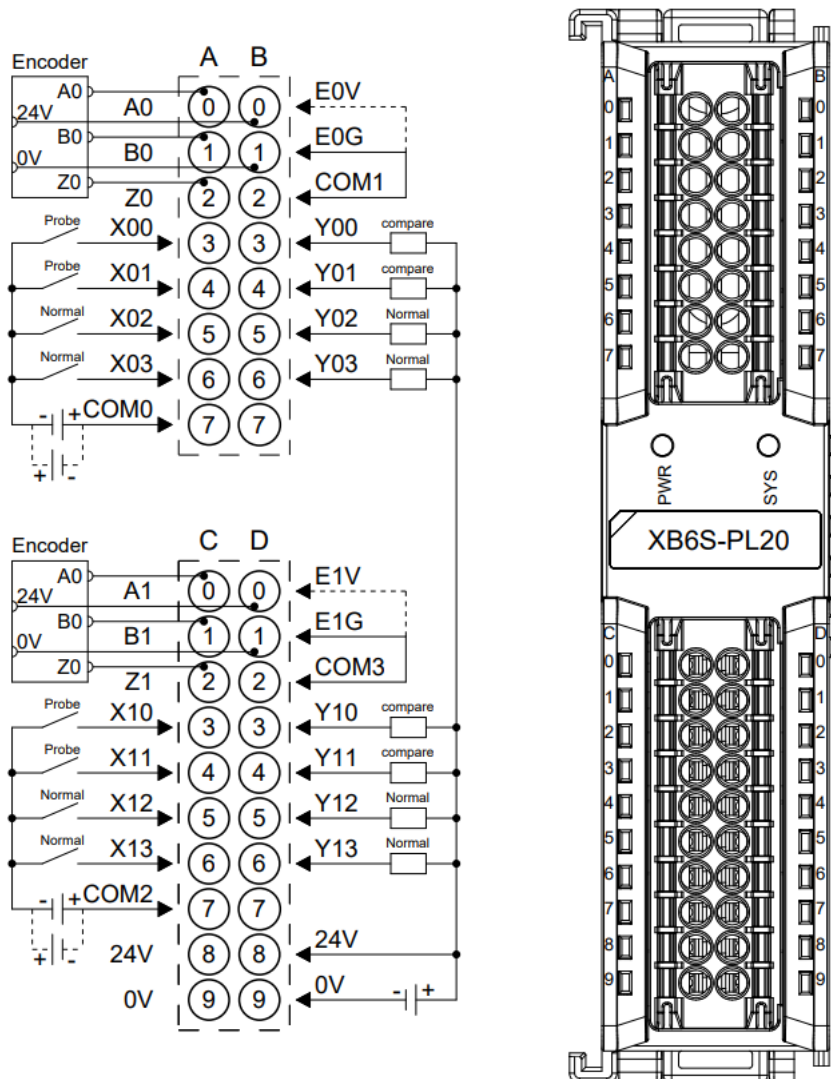 A B
Encoder
A0 A0 0 0 E0V
24V
B0 B0 1 1 E0G
0V
Z0 Z0 2 2 COM1
Probe X00 3 3 Y00 compare
Probe X01 4 4 Y01 compare
Normal X02 5 5 Y02 Normal
Normal X03 6 6 Y03 Normal
- + COM0 7 7
+ -
C D
Encoder
A0 A1 0 0 E1V
24V
B0 B1 1 1 E1G
0V
Z0 Z1 2 2 COM3
Probe X10 3 3 Y10 compare
Probe X11 4 4 Y11 compare
Normal X12 5 5 Y12 Normal
Normal X13 6 6 Y13 Normal
- + COM2 7 7
+ -
24V 8 8 24V
0V 9 9 0V - +
A B
0 0
1 1
2 2
3 3
4 4
5 5
6 6
7 7
PWR SYS
XB6S-PL20
C D
0 0
1 1
2 2
3 3
4 4
5 5
6 6
7 7
8 8
9 9